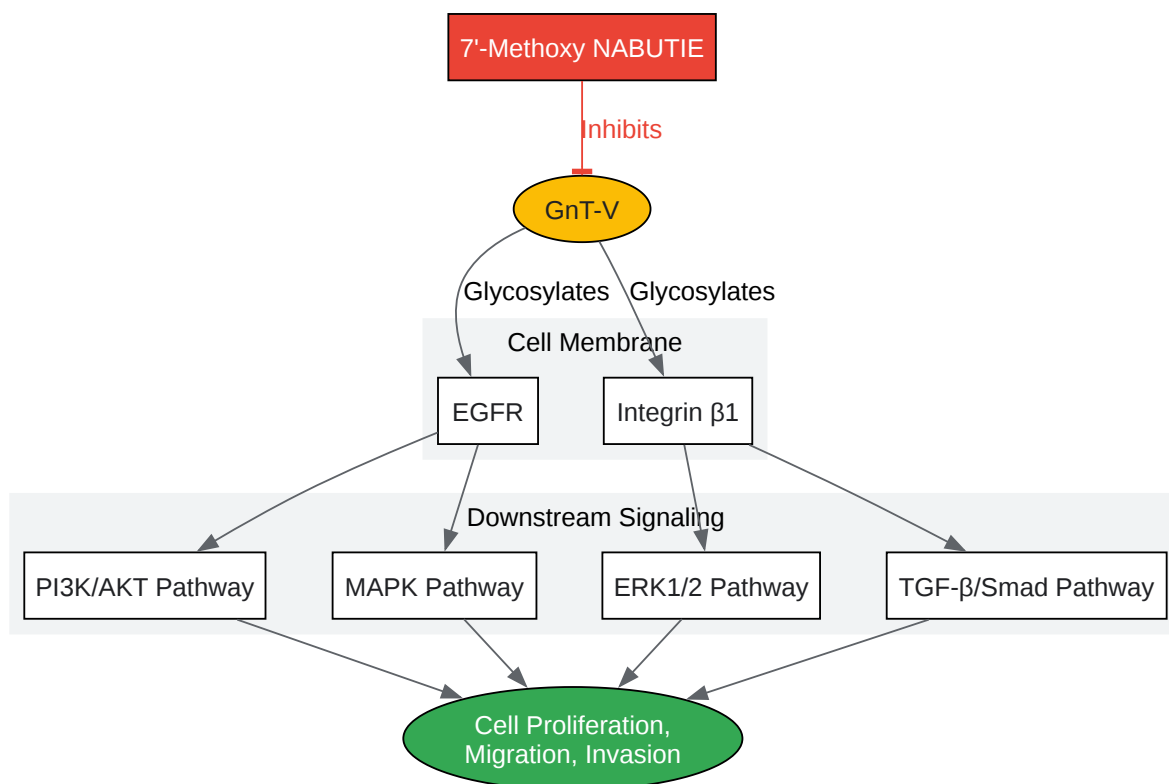 7'-Methoxy NABUTIE
Inhibits
GnT-V
Glycosylates Glycosylates
Cell Membrane
EGFR Integrin β1
Downstream Signaling
PI3K/AKT Pathway MAPK Pathway ERK1/2 Pathway TGF-β/Smad Pathway
Cell Proliferation,
Migration, Invasion